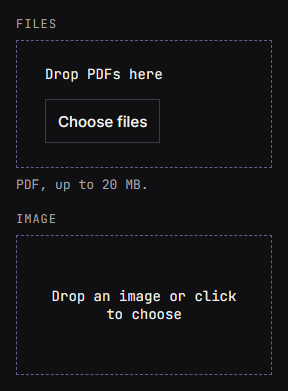 FILES
Drop PDFs here
Choose files
PDF, up to 20 MB.
IMAGE
Drop an image or click
to choose